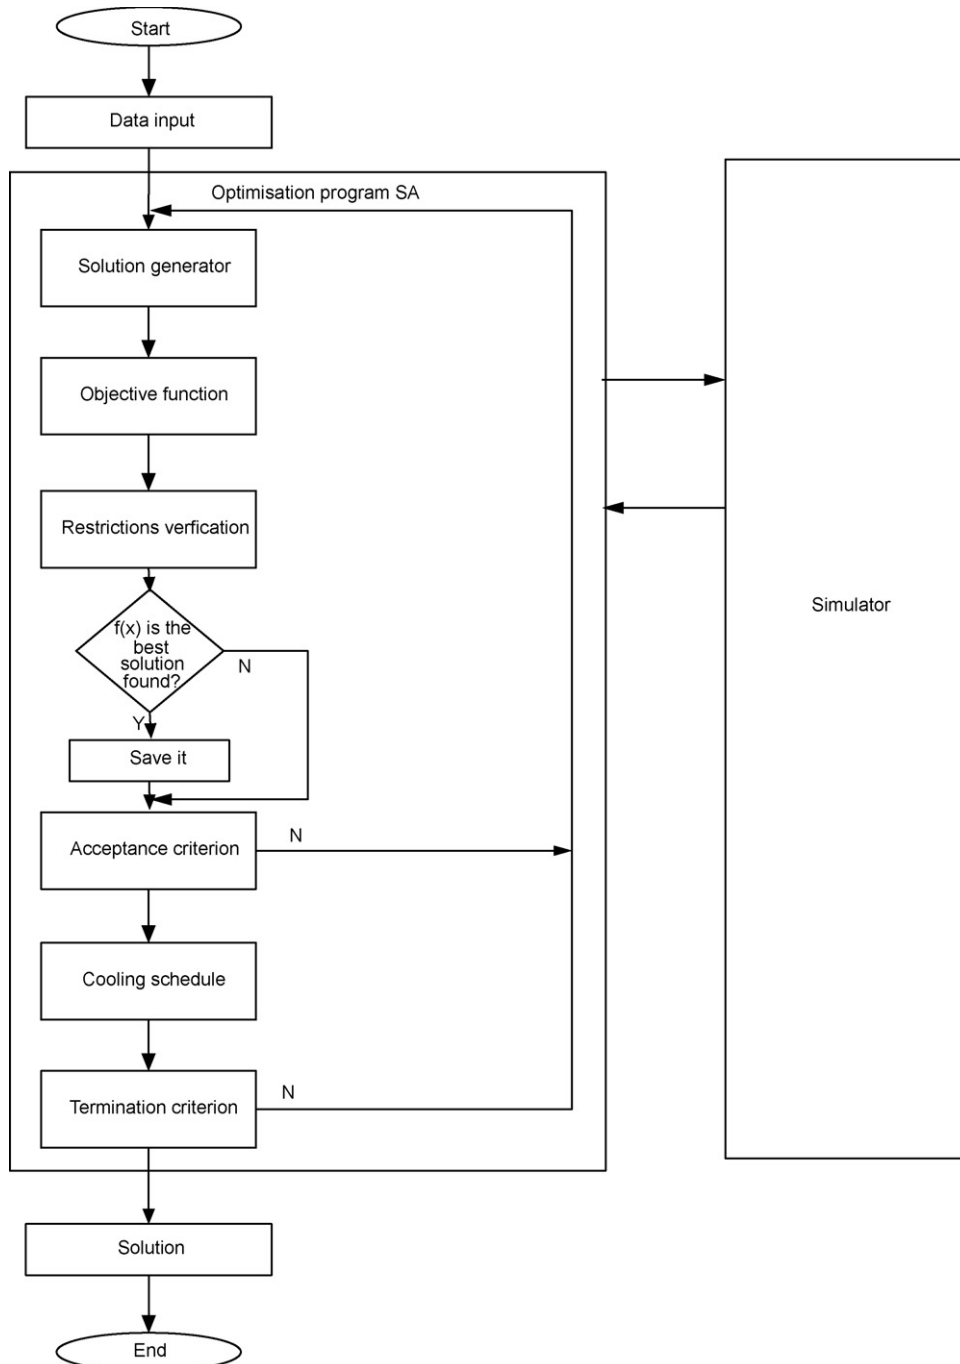 Start
Data input
Optimisation program SA
Solution generator
Objective function
Restrictions verfication
f(x) is the
best
solution
found?
N
Y
Save it
Acceptance criterion
N
Cooling schedule
Termination criterion
N
Solution
End
Simulator